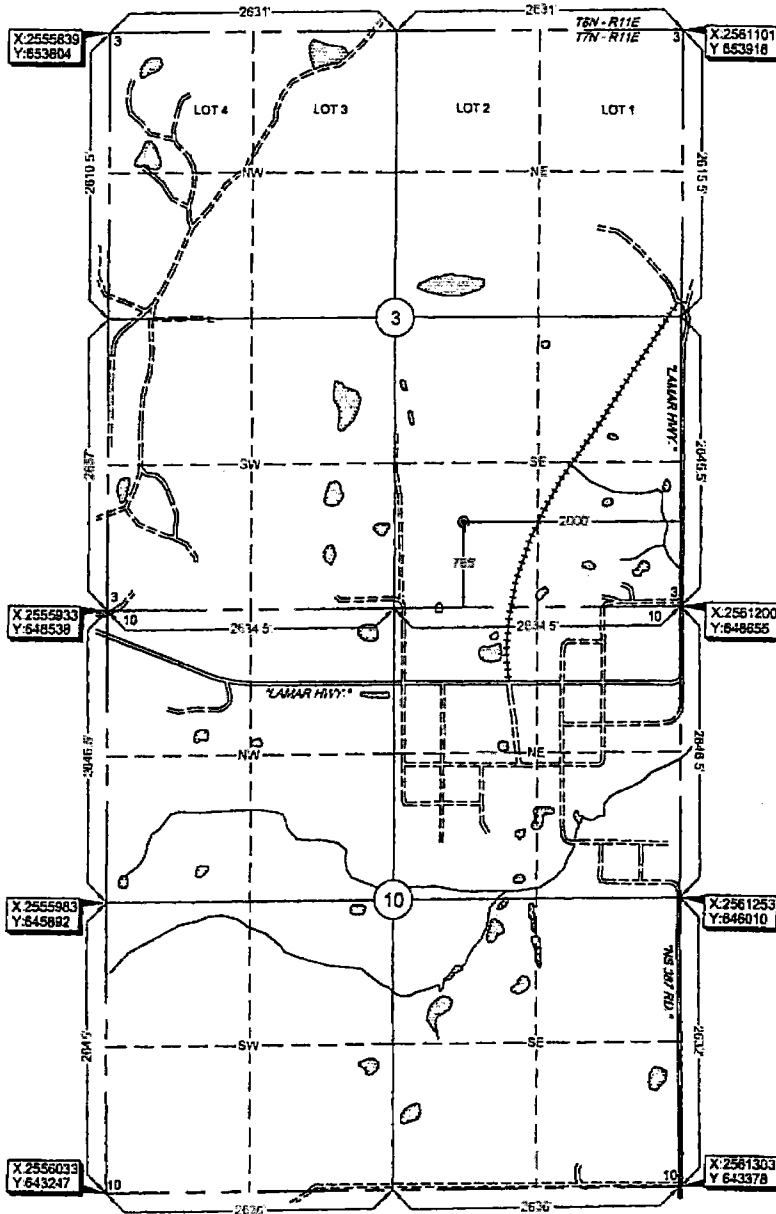 2631'
2631'
T8N - R11E
T7N - R11E
X:2555839
Y:653804
3
3
X:2561101
Y 653918
LOT 4
LOT 3
LOT 2
LOT 1
2610.5'
NW
NE
2615.5'
3
"LAMAR HWY."
2657'
SW
SE
2645.5'
2000'
765'
X:2555933
Y:648538
3
10
2634.5'
2634.5'
3
10
X:2561200
Y:648655
"LAMAR HWY."
2646.5'
NW
NE
2646.5'
X:2555983
Y:645892
10
X:2561253
Y:646010
"NS 387 RD."
2645'
SW
SE
2632'
X:2556033
Y:643247
10
10
X:2561303
Y:643378
2636'
2636'